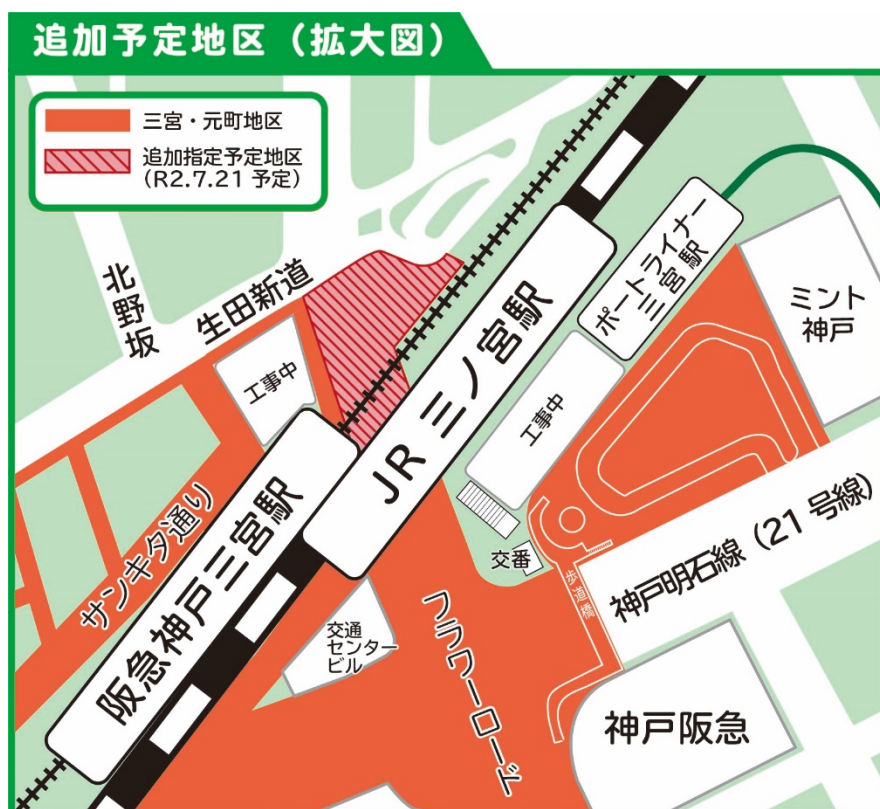 追加予定地区（拡大図）
三宮・元町地区
追加指定予定地区
（R2.7.21 予定）
北野坂
生田新道
工事中
ポートライナー
三宮駅
ミント
神戸
JR 三ノ宮駅
工事中
サンキタ通り
阪急神戸三宮駅
交番
歩道橋
神戸明石線（21 号線）
交通
センター
ビル
フラワーロード
神戸阪急